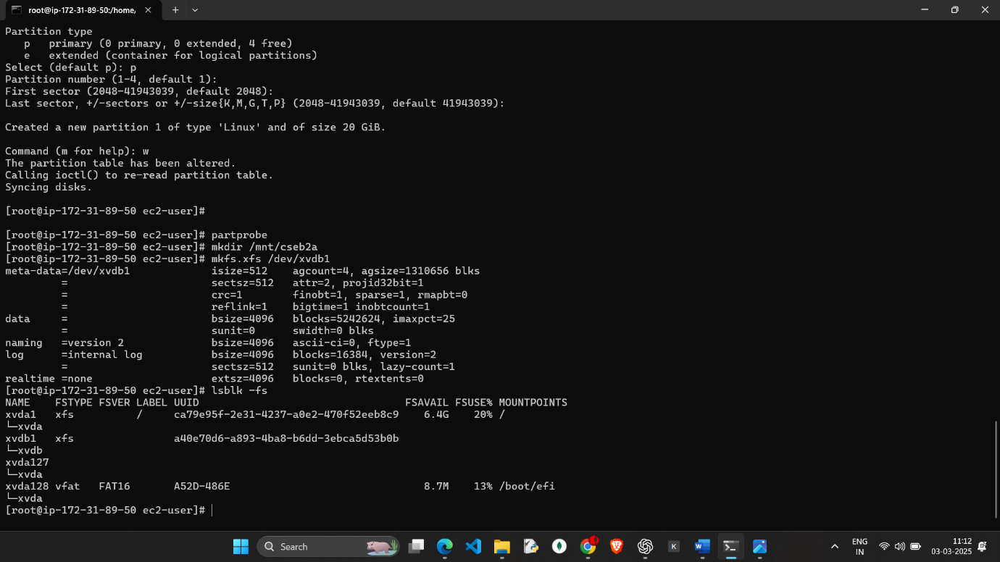 root@ip-172-31-89-50:/home/
Partition type
   p   primary (0 primary, 0 extended, 4 free)
   e   extended (container for logical partitions)
Select (default p): p
Partition number (1-4, default 1):
First sector (2048-41943039, default 2048):
Last sector, +/-sectors or +/-size{K,M,G,T,P} (2048-41943039, default 41943039):
Created a new partition 1 of type 'Linux' and of size 20 GiB.
Command (m for help): w
The partition table has been altered.
Calling ioctl() to re-read partition table.
Syncing disks.
[root@ip-172-31-89-50 ec2-user]#
[root@ip-172-31-89-50 ec2-user]# partprobe
[root@ip-172-31-89-50 ec2-user]# mkdir /mnt/cseb2a
[root@ip-172-31-89-50 ec2-user]# mkfs.xfs /dev/xvdb1
meta-data=/dev/xvdb1             isize=512    agcount=4, agsize=1310656 blks
         =                       sectsz=512   attr=2, projid32bit=1
         =                       crc=1        finobt=1, sparse=1, rmapbt=0
         =                       reflink=1    bigtime=1 inobtcount=1
data     =                       bsize=4096   blocks=5242624, imaxpct=25
         =                       sunit=0      swidth=0 blks
naming   =version 2              bsize=4096   ascii-ci=0, ftype=1
log      =internal log           bsize=4096   blocks=16384, version=2
         =                       sectsz=512   sunit=0 blks, lazy-count=1
realtime =none                   extsz=4096   blocks=0, rtextents=0
[root@ip-172-31-89-50 ec2-user]# lsblk -fs
NAME    FSTYPE FSVER LABEL UUID                                 FSAVAIL FSUSE% MOUNTPOINTS
xvda1   xfs          /     ca79e95f-2e31-4237-a0e2-470f52eeb8c9    6.4G    20% /
└─xvda
xvdb1   xfs                a40e70d6-a893-4ba8-b6dd-3ebca5d53b0b
└─xvdb
xvda127
└─xvda
xvda128 vfat   FAT16       A52D-486E                               8.7M    13% /boot/efi
└─xvda
[root@ip-172-31-89-50 ec2-user]#
Search
K
ENG
IN
11:12
03-03-2025